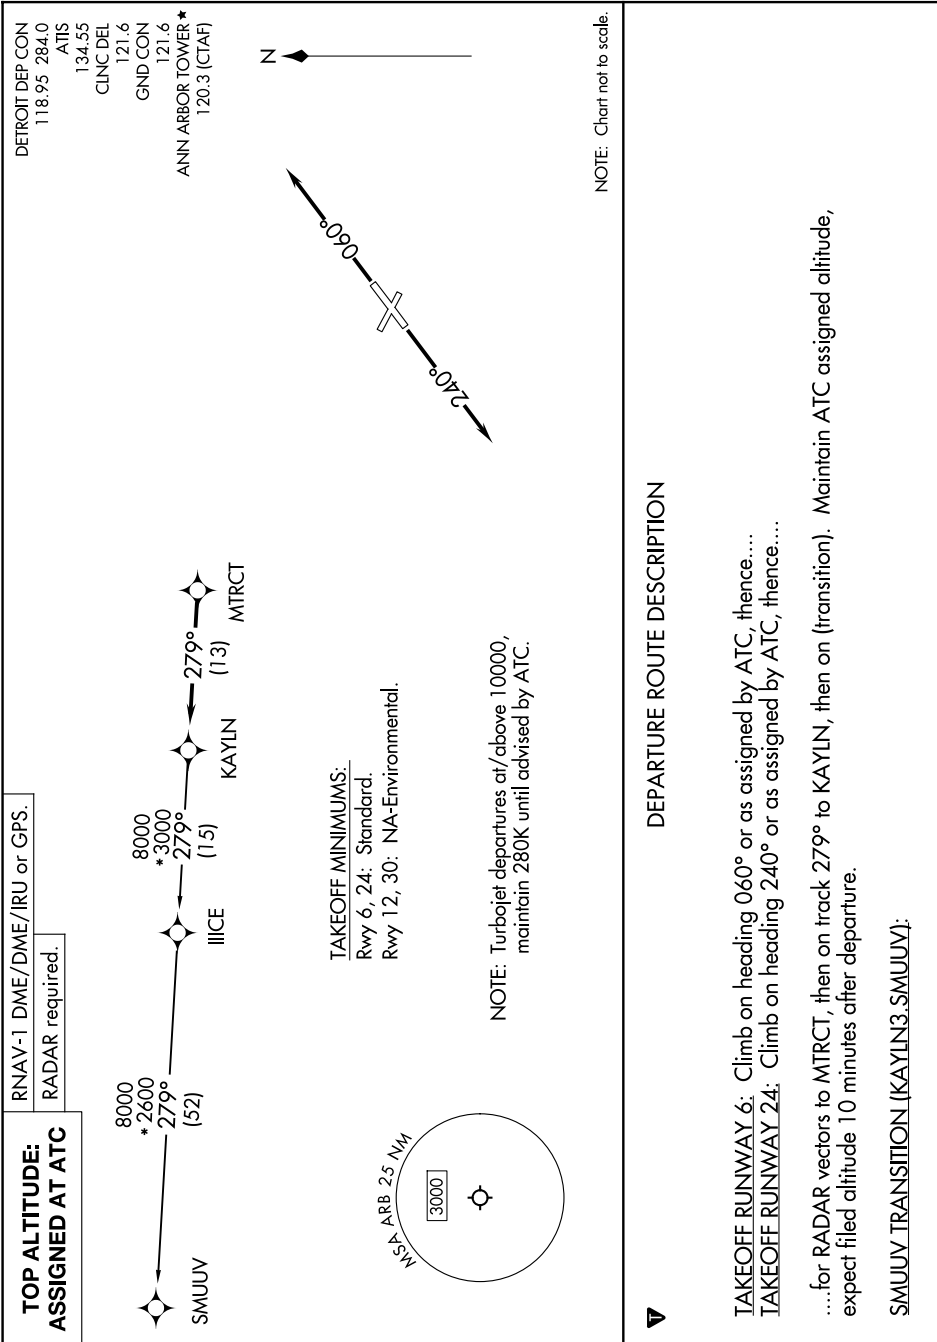 TOP ALTITUDE:
ASSIGNED AT ATC
RNAV-1 DME/DME/IRU or GPS.
RADAR required.
DETROIT DEP CON
118.95 284.0
ATIS
134.55
CLNC DEL
121.6
GND CON
121.6
ANN ARBOR TOWER ★
120.3 (CTAF)
N
SMUUV
8000
*2600
279°
(52)
IIICE
8000
*3000
279°
(15)
KAYLN
279°
(13)
MTRCT
060°
240°
MSA ARB 25 NM
3000
TAKEOFF MINIMUMS:
Rwy 6, 24: Standard.
Rwy 12, 30: NA-Environmental.
NOTE: Turbojet departures at/above 10000,
maintain 280K until advised by ATC.
NOTE: Chart not to scale.
T
DEPARTURE ROUTE DESCRIPTION
TAKEOFF RUNWAY 6: Climb on heading 060° or as assigned by ATC, thence....
TAKEOFF RUNWAY 24: Climb on heading 240° or as assigned by ATC, thence....
....for RADAR vectors to MTRCT, then on track 279° to KAYLN, then on (transition). Maintain ATC assigned altitude,
expect filed altitude 10 minutes after departure.
SMUUV TRANSITION (KAYLN3.SMUUV):